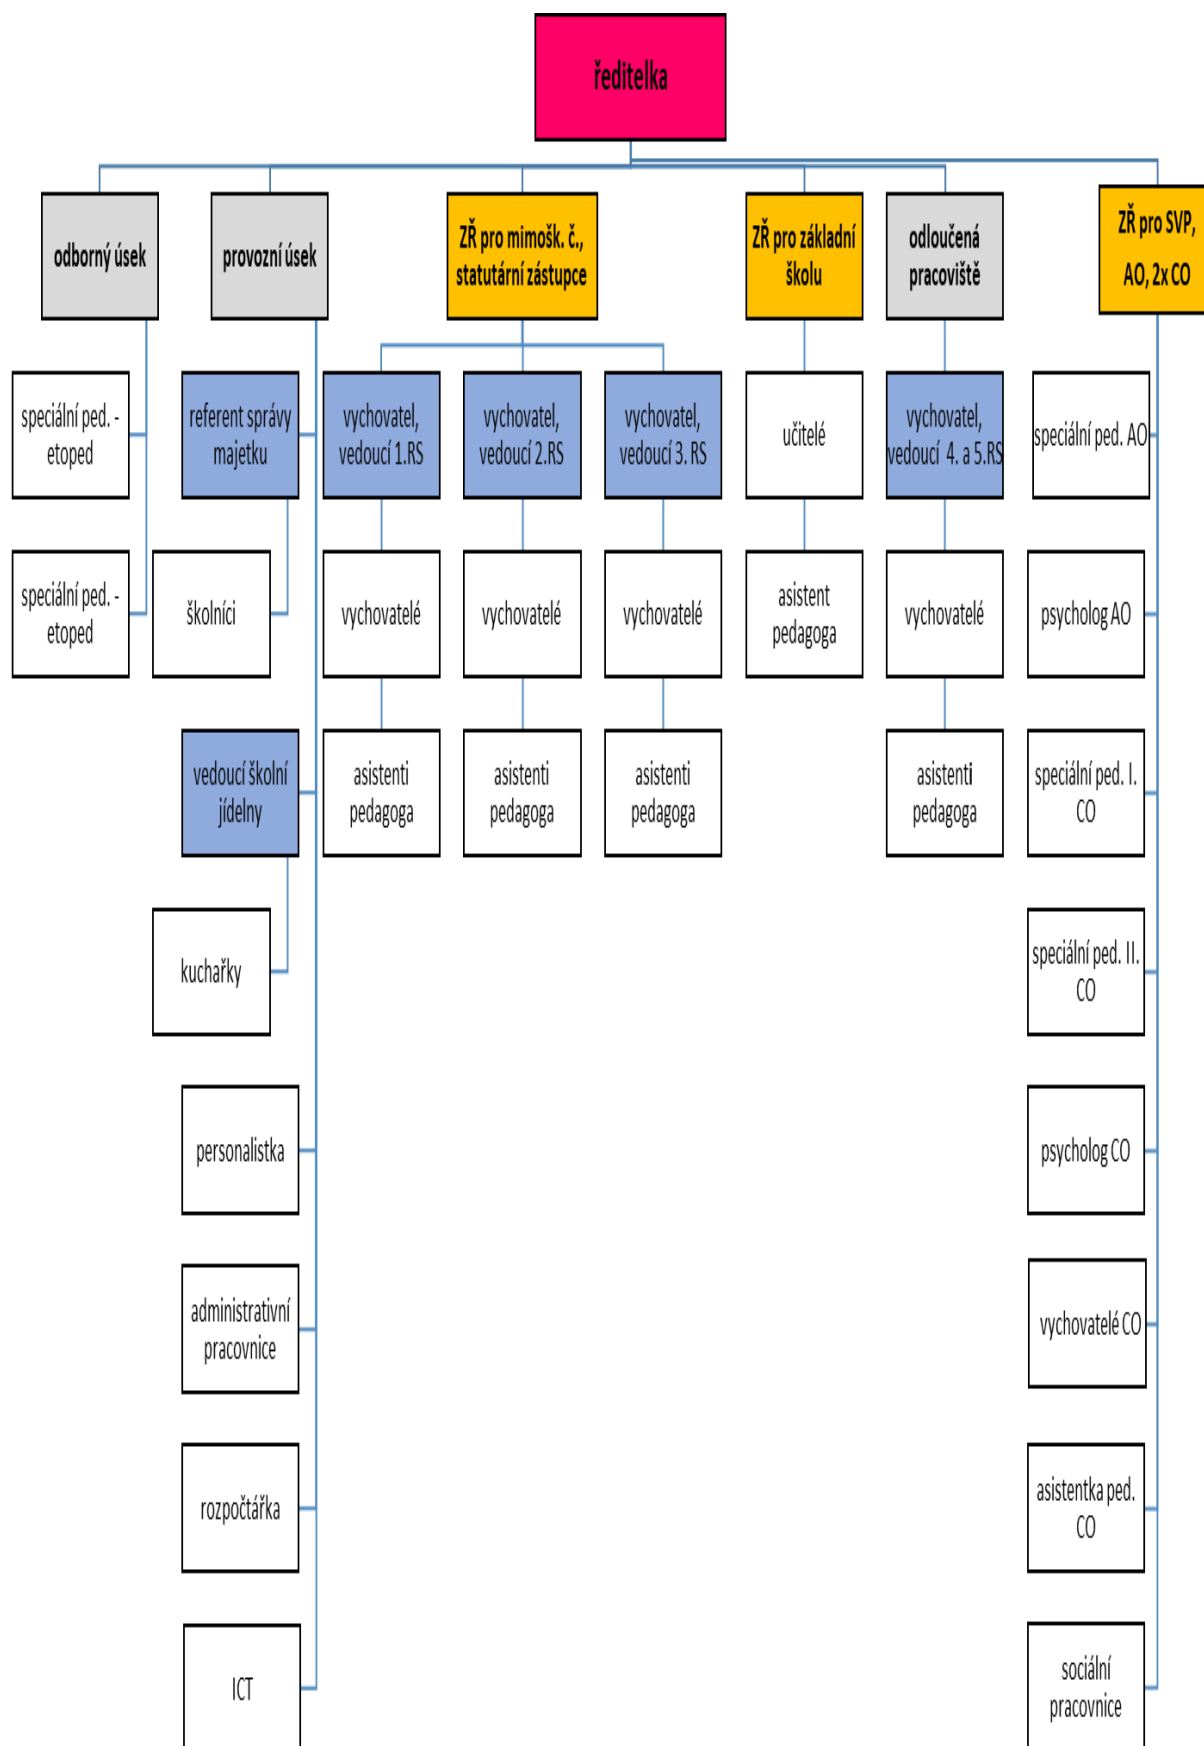 ředitelka
odborný úsek
provozní úsek
ZŘ pro mimošk. č.,
statutární zástupce
ZŘ pro základní
školu
odloučená
pracoviště
ZŘ pro SVP,
AO, 2x CO
speciální ped. -
etoped
referent správy
majetku
vychovatel,
vedoucí 1.RS
vychovatel,
vedoucí 2.RS
vychovatel,
vedoucí 3. RS
učitelé
vychovatel,
vedoucí 4. a 5.RS
speciální ped. AO
speciální ped. -
etoped
školníci
vychovatelé
vychovatelé
vychovatelé
asistent
pedagoga
vychovatelé
psycholog AO
vedoucí školní
jídelny
asistenti
pedagoga
asistenti
pedagoga
asistenti
pedagoga
asistenti
pedagoga
speciální ped. I.
CO
kuchařky
speciální ped. II.
CO
personalistka
psycholog CO
administrativní
pracovnice
vychovatelé CO
rozpočtářka
asistentka ped.
CO
ICT
sociální
pracovnice